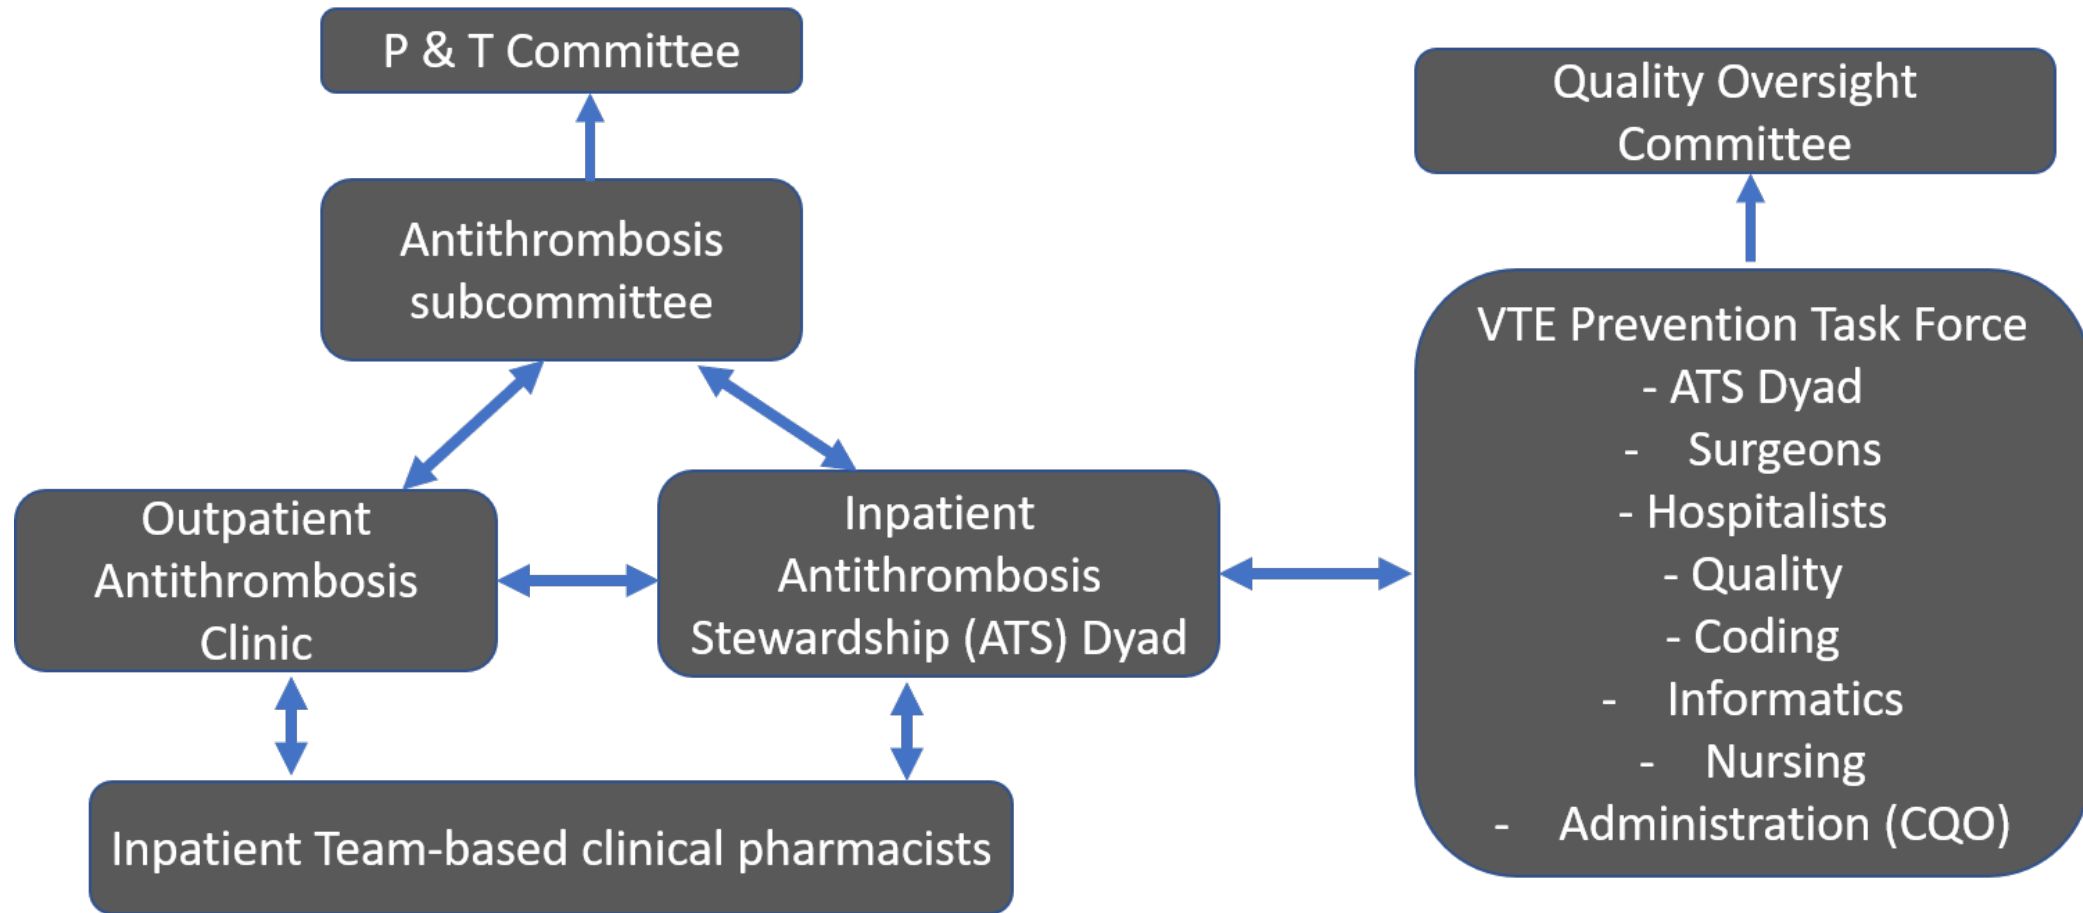 P & T Committee
Quality Oversight
Committee
Antithrombosis
subcommittee
Outpatient
Antithrombosis
Clinic
Inpatient
Antithrombosis
Stewardship (ATS) Dyad
VTE Prevention Task Force
- ATS Dyad
- Surgeons
- Hospitalists
- Quality
- Coding
- Informatics
- Nursing
- Administration (CQO)
Inpatient Team-based clinical pharmacists